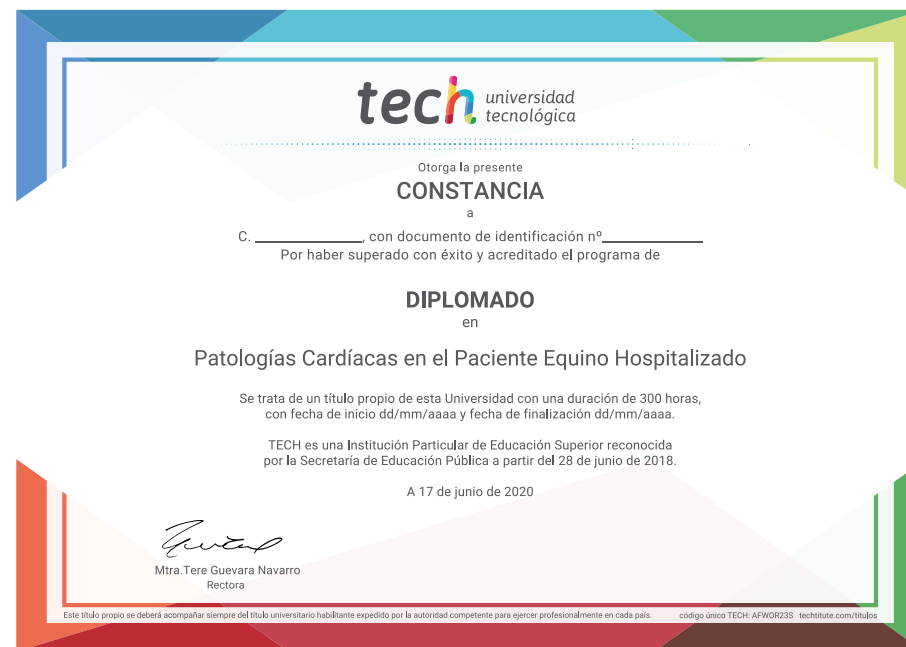 tech universidad
tecnológica
Otorga la presente
CONSTANCIA
a
C. ____________, con documento de identificación nº____________
Por haber superado con éxito y acreditado el programa de
DIPLOMADO
en
Patologías Cardíacas en el Paciente Equino Hospitalizado
Se trata de un título propio de esta Universidad con una duración de 300 horas,
con fecha de inicio dd/mm/aaaa y fecha de finalización dd/mm/aaaa.
TECH es una Institución Particular de Educación Superior reconocida
por la Secretaría de Educación Pública a partir del 28 de junio de 2018.
A 17 de junio de 2020
Mtra.Tere Guevara Navarro
Rectora
Este título propio se deberá acompañar siempre del título universitario habilitante expedido por la autoridad competente para ejercer profesionalmente en cada país. código único TECH: AFWOR23S techtitute.com/titulos